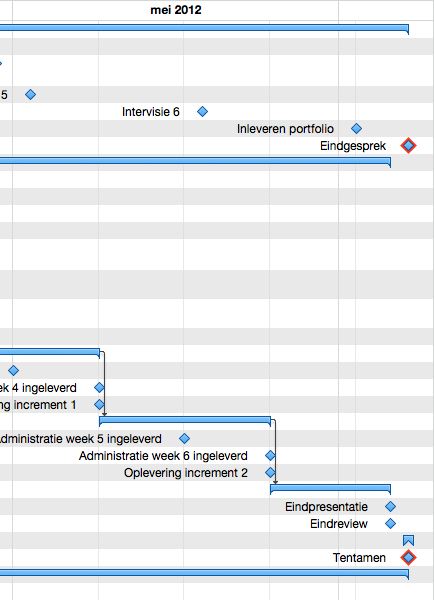 mei 2012
5
Intervisie 6
Inleveren portfolio
Eindgesprek
ek 4 ingeleverd
ng increment 1
dministratie week 5 ingeleverd
Administratie week 6 ingeleverd
Oplevering increment 2
Eindpresentatie
Eindreview
Tentamen